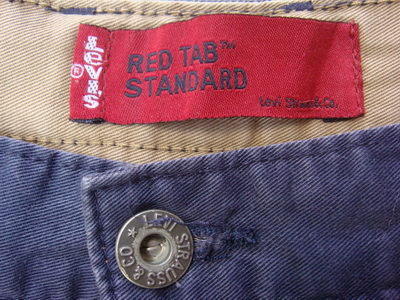 LEVI'S ®
RED TAB™
STANDARD
Levi Strauss & Co.
★ LEVI STRAUSS & CO